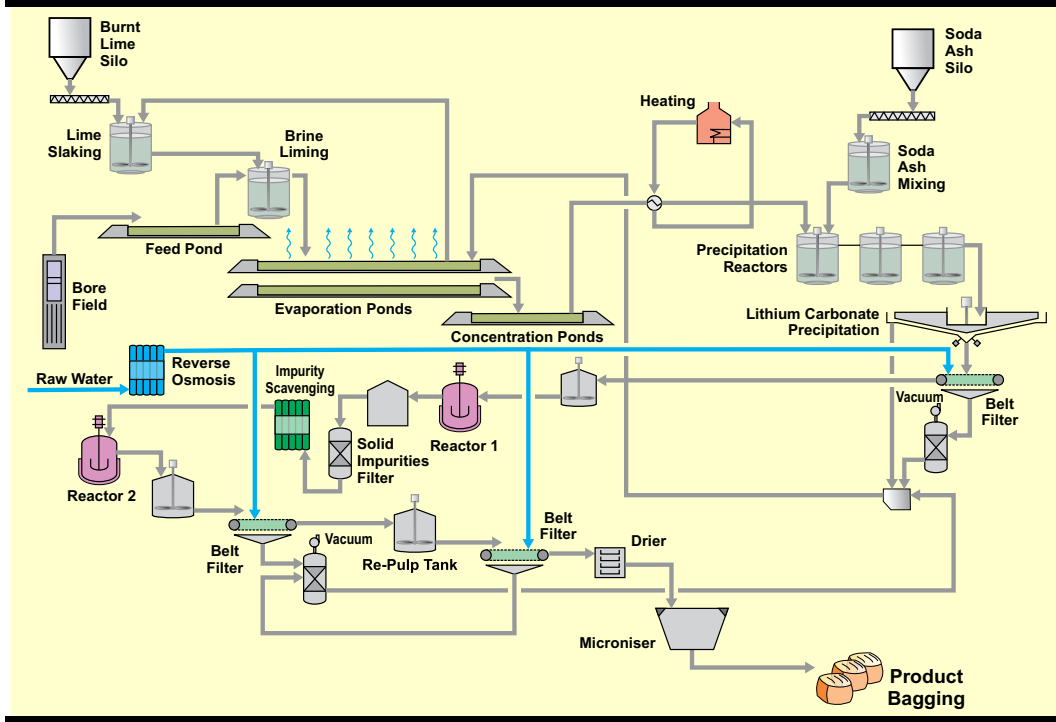 Burnt
Lime
Silo
Soda
Ash
Silo
Heating
Lime
Slaking
Brine
Liming
Soda
Ash
Mixing
Feed Pond
Precipitation
Reactors
Bore
Field
Evaporation Ponds
Lithium Carbonate
Precipitation
Concentration Ponds
Raw Water
Reverse
Osmosis
Impurity
Scavenging
Vacuum
Belt
Filter
Reactor 1
Solid
Impurities
Filter
Reactor 2
Belt
Filter
Vacuum
Re-Pulp Tank
Belt
Filter
Drier
Microniser
Product
Bagging